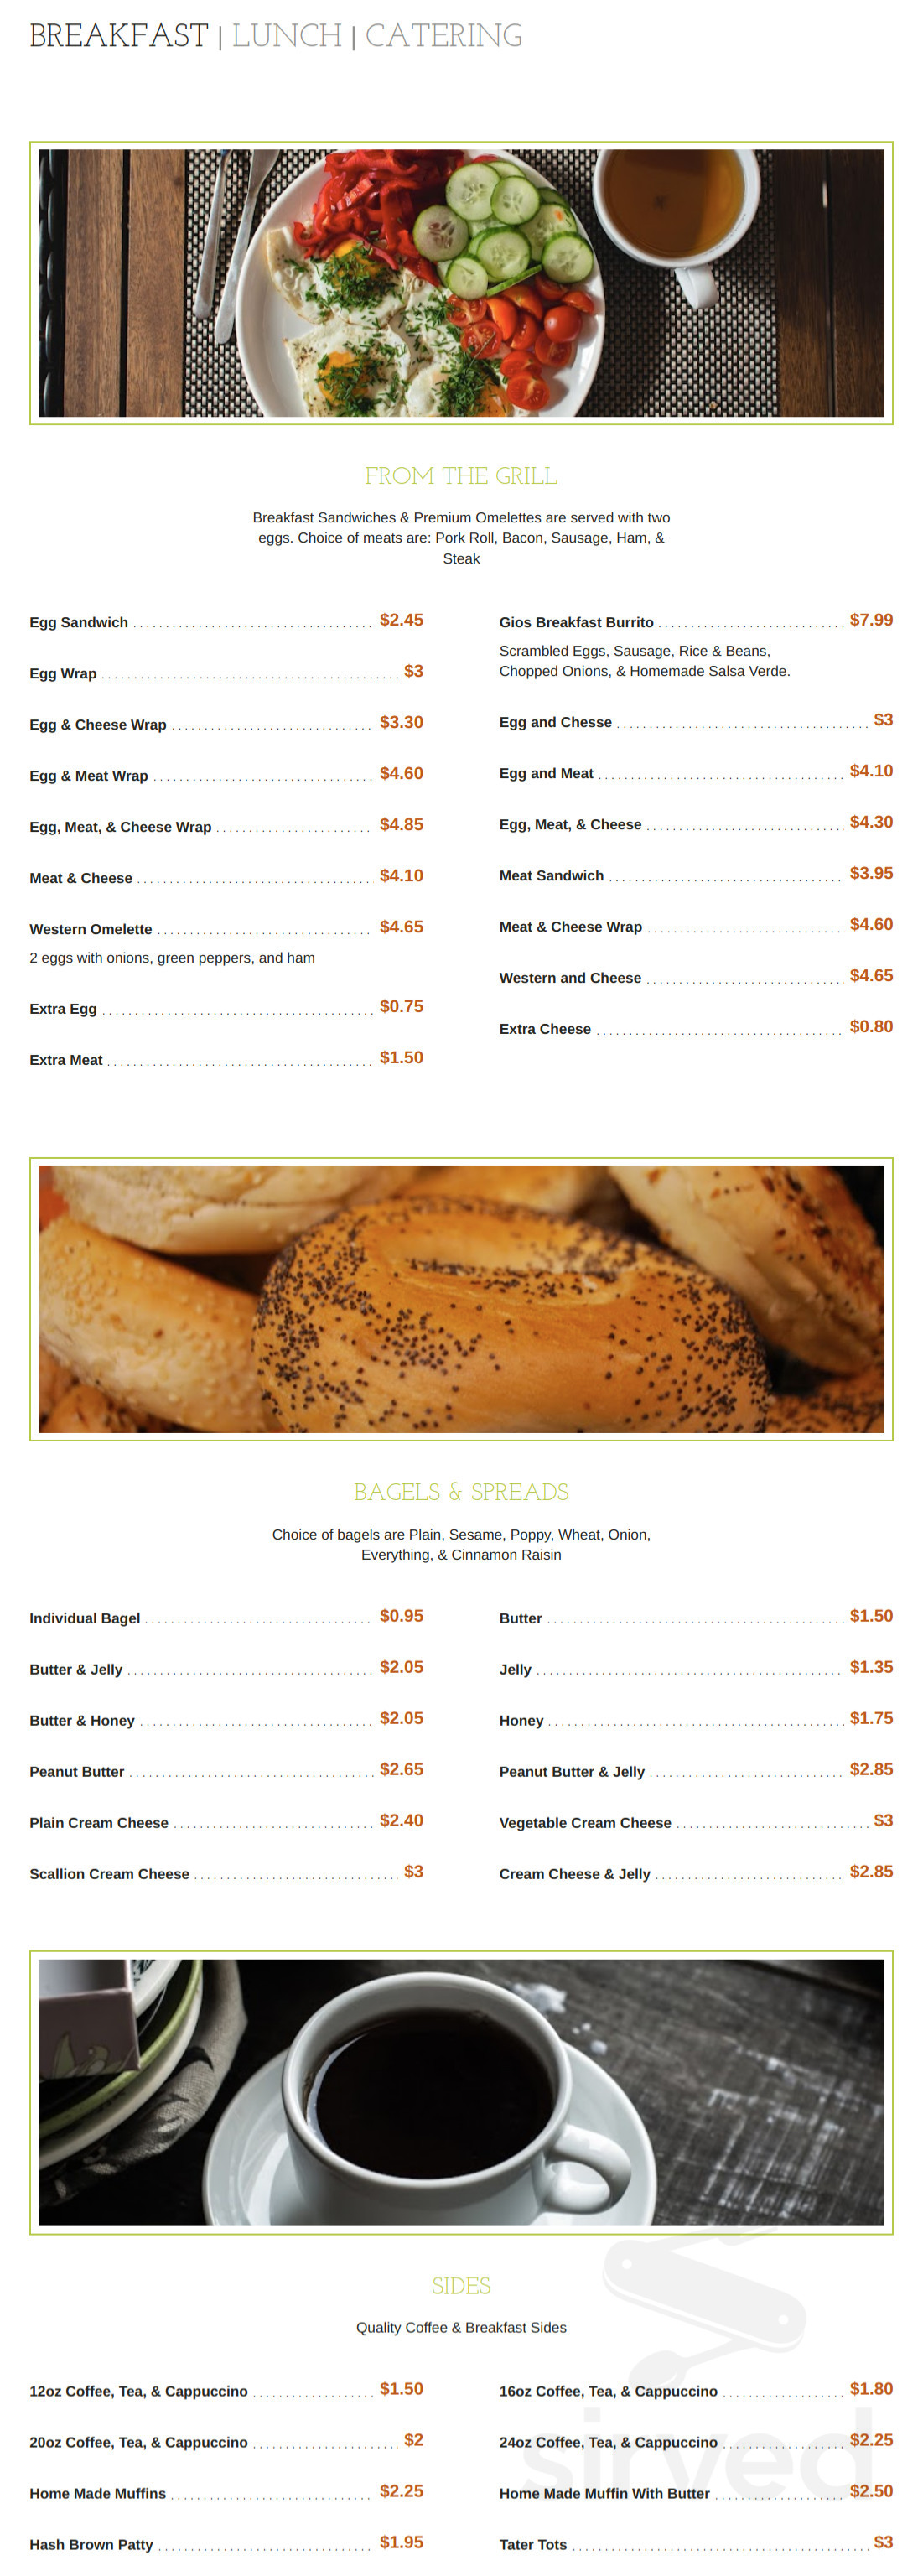 BREAKFAST | LUNCH | CATERING
FROM THE GRILL
Breakfast Sandwiches & Premium Omelettes are served with two
eggs. Choice of meats are: Pork Roll, Bacon, Sausage, Ham, &
Steak
Egg Sandwich $2.45
Egg Wrap $3
Egg & Cheese Wrap $3.30
Egg & Meat Wrap $4.60
Egg, Meat, & Cheese Wrap $4.85
Meat & Cheese $4.10
Western Omelette $4.65
2 eggs with onions, green peppers, and ham
Extra Egg $0.75
Extra Meat $1.50
Gios Breakfast Burrito $7.99
Scrambled Eggs, Sausage, Rice & Beans,
Chopped Onions, & Homemade Salsa Verde.
Egg and Chesse $3
Egg and Meat $4.10
Egg, Meat, & Cheese $4.30
Meat Sandwich $3.95
Meat & Cheese Wrap $4.60
Western and Cheese $4.65
Extra Cheese $0.80
BAGELS & SPREADS
Choice of bagels are Plain, Sesame, Poppy, Wheat, Onion,
Everything, & Cinnamon Raisin
Individual Bagel $0.95
Butter & Jelly $2.05
Butter & Honey $2.05
Peanut Butter $2.65
Plain Cream Cheese $2.40
Scallion Cream Cheese $3
Butter $1.50
Jelly $1.35
Honey $1.75
Peanut Butter & Jelly $2.85
Vegetable Cream Cheese $3
Cream Cheese & Jelly $2.85
SIDES
Quality Coffee & Breakfast Sides
12oz Coffee, Tea, & Cappuccino $1.50
20oz Coffee, Tea, & Cappuccino $2
Home Made Muffins $2.25
Hash Brown Patty $1.95
16oz Coffee, Tea, & Cappuccino $1.80
24oz Coffee, Tea, & Cappuccino $2.25
Home Made Muffin With Butter $2.50
Tater Tots $3
sirved